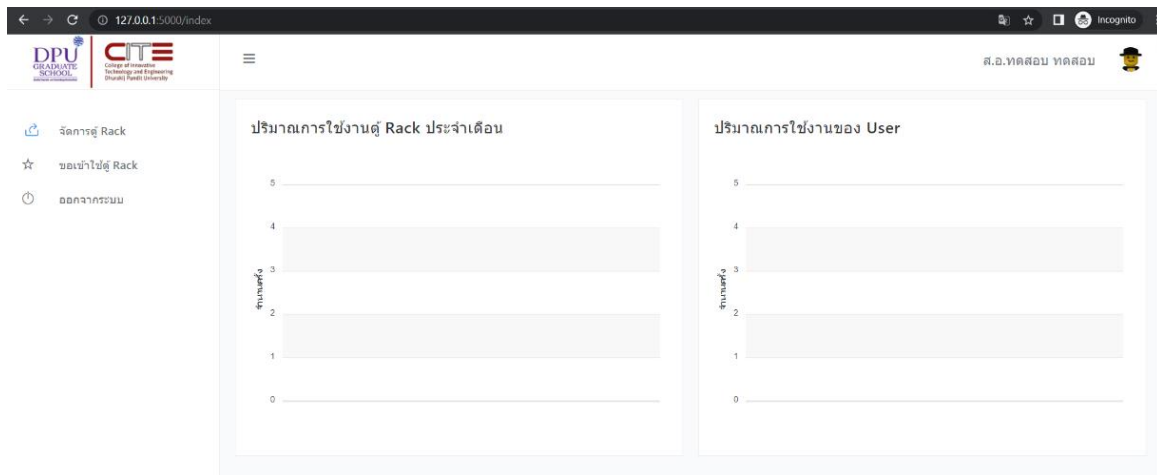 127.0.0.1:5000/index
Incognito
DPU
GRADUATE
SCHOOL
CITE
College of Innovative
Technology and Engineering
Dhurakij Pundit University
ส.อ.ทดสอบ ทดสอบ
จัดการตู้ Rack
ขอเข้าใช้ตู้ Rack
ออกจากระบบ
ปริมาณการใช้งานตู้ Rack ประจำเดือน
5
4
3
2
1
0
จำนวนครั้ง
ปริมาณการใช้งานของ User
5
4
3
2
1
0
จำนวนครั้ง